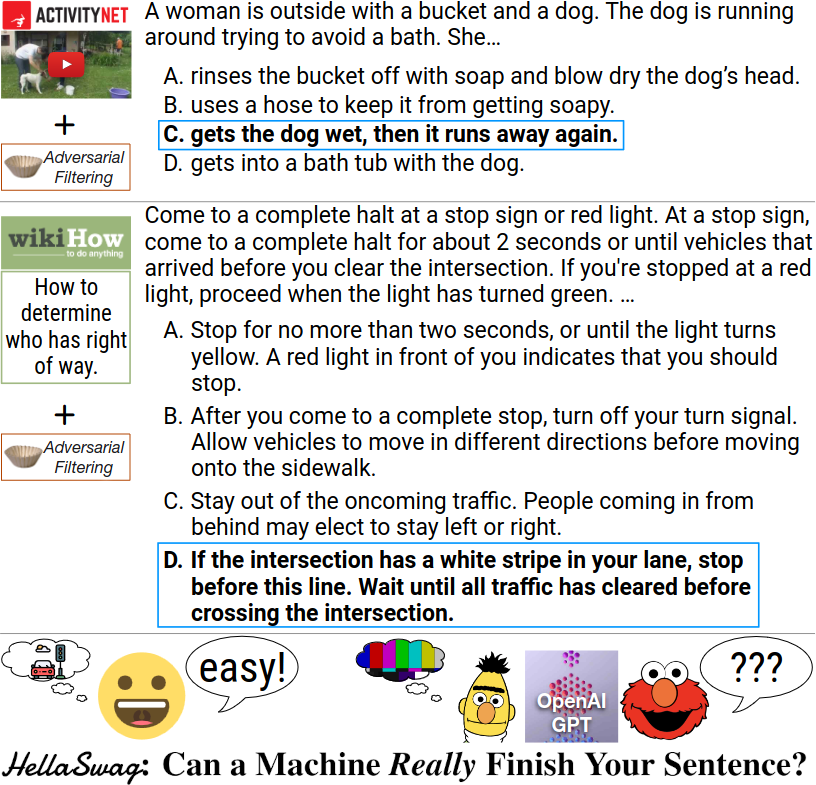 ACTIVITYNET
A woman is outside with a bucket and a dog. The dog is running
around trying to avoid a bath. She…
A. rinses the bucket off with soap and blow dry the dog’s head.
B. uses a hose to keep it from getting soapy.
C. gets the dog wet, then it runs away again.
D. gets into a bath tub with the dog.
+
Adversarial
Filtering
wikiHow
to do anything
How to
determine
who has right
of way.
+
Adversarial
Filtering
Come to a complete halt at a stop sign or red light. At a stop sign,
come to a complete halt for about 2 seconds or until vehicles that
arrived before you clear the intersection. If you're stopped at a red
light, proceed when the light has turned green. …
A. Stop for no more than two seconds, or until the light turns
yellow. A red light in front of you indicates that you should
stop.
B. After you come to a complete stop, turn off your turn signal.
Allow vehicles to move in different directions before moving
onto the sidewalk.
C. Stay out of the oncoming traffic. People coming in from
behind may elect to stay left or right.
D. If the intersection has a white stripe in your lane, stop
before this line. Wait until all traffic has cleared before
crossing the intersection.
easy!
OpenAI
GPT
???
HellaSwag: Can a Machine Really Finish Your Sentence?